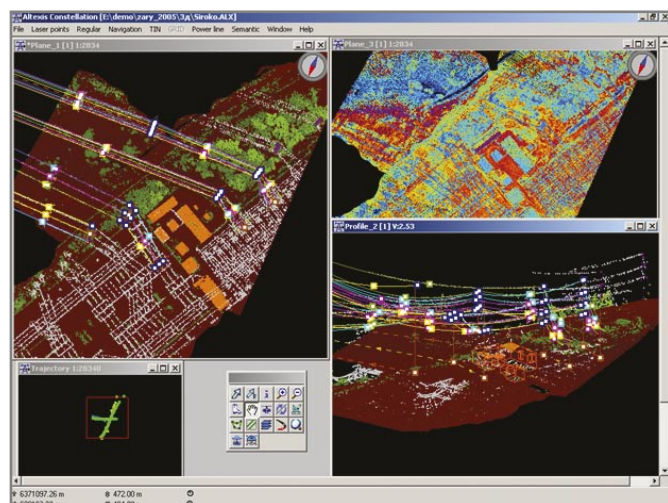 Altexis Constellation [E:\demo\zary_2005\3д\Siroko.ALX]
File Laser points Regular Navigation TIN GRID Power line Semantic Window Help
*Plane_1 [1] 1:2834
Plane_3 [1] 1:2834
Profile_2 [1] V:2.53
Trajectory 1:28340
6371097.26 m 472.00 m